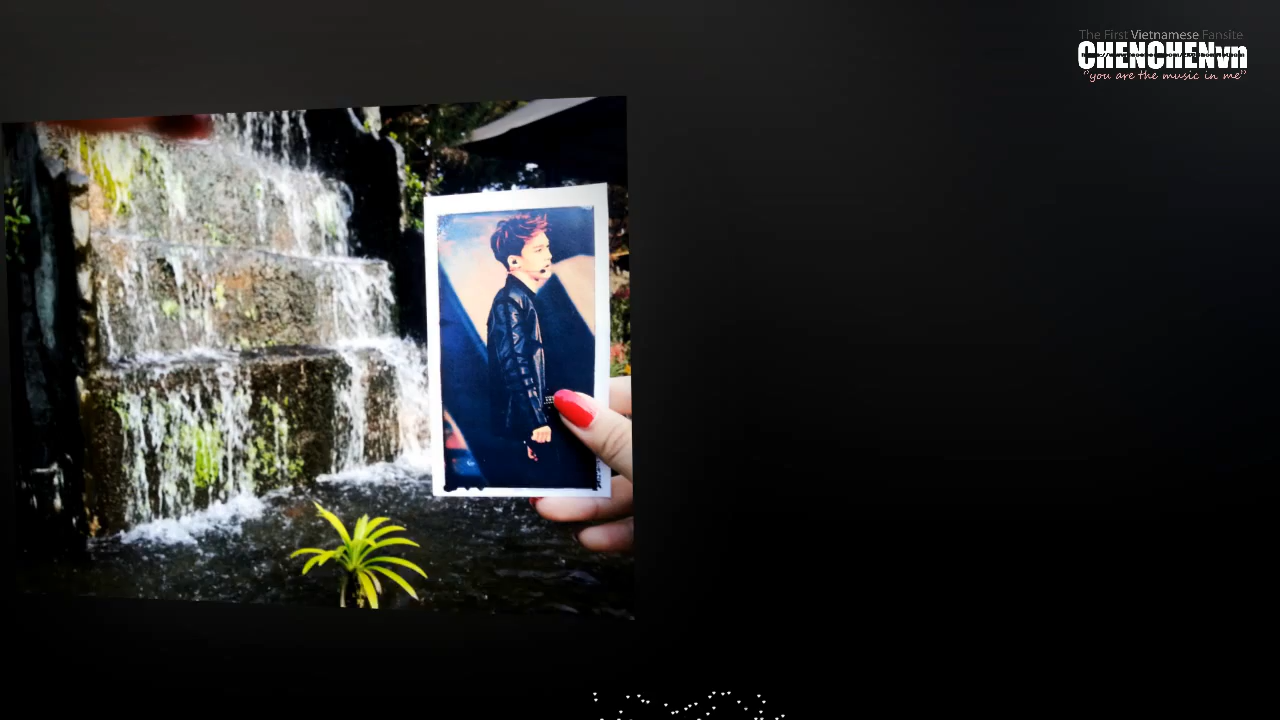 The First Vietnamese Fansite
CHENCHENvn
"you are the music in me"